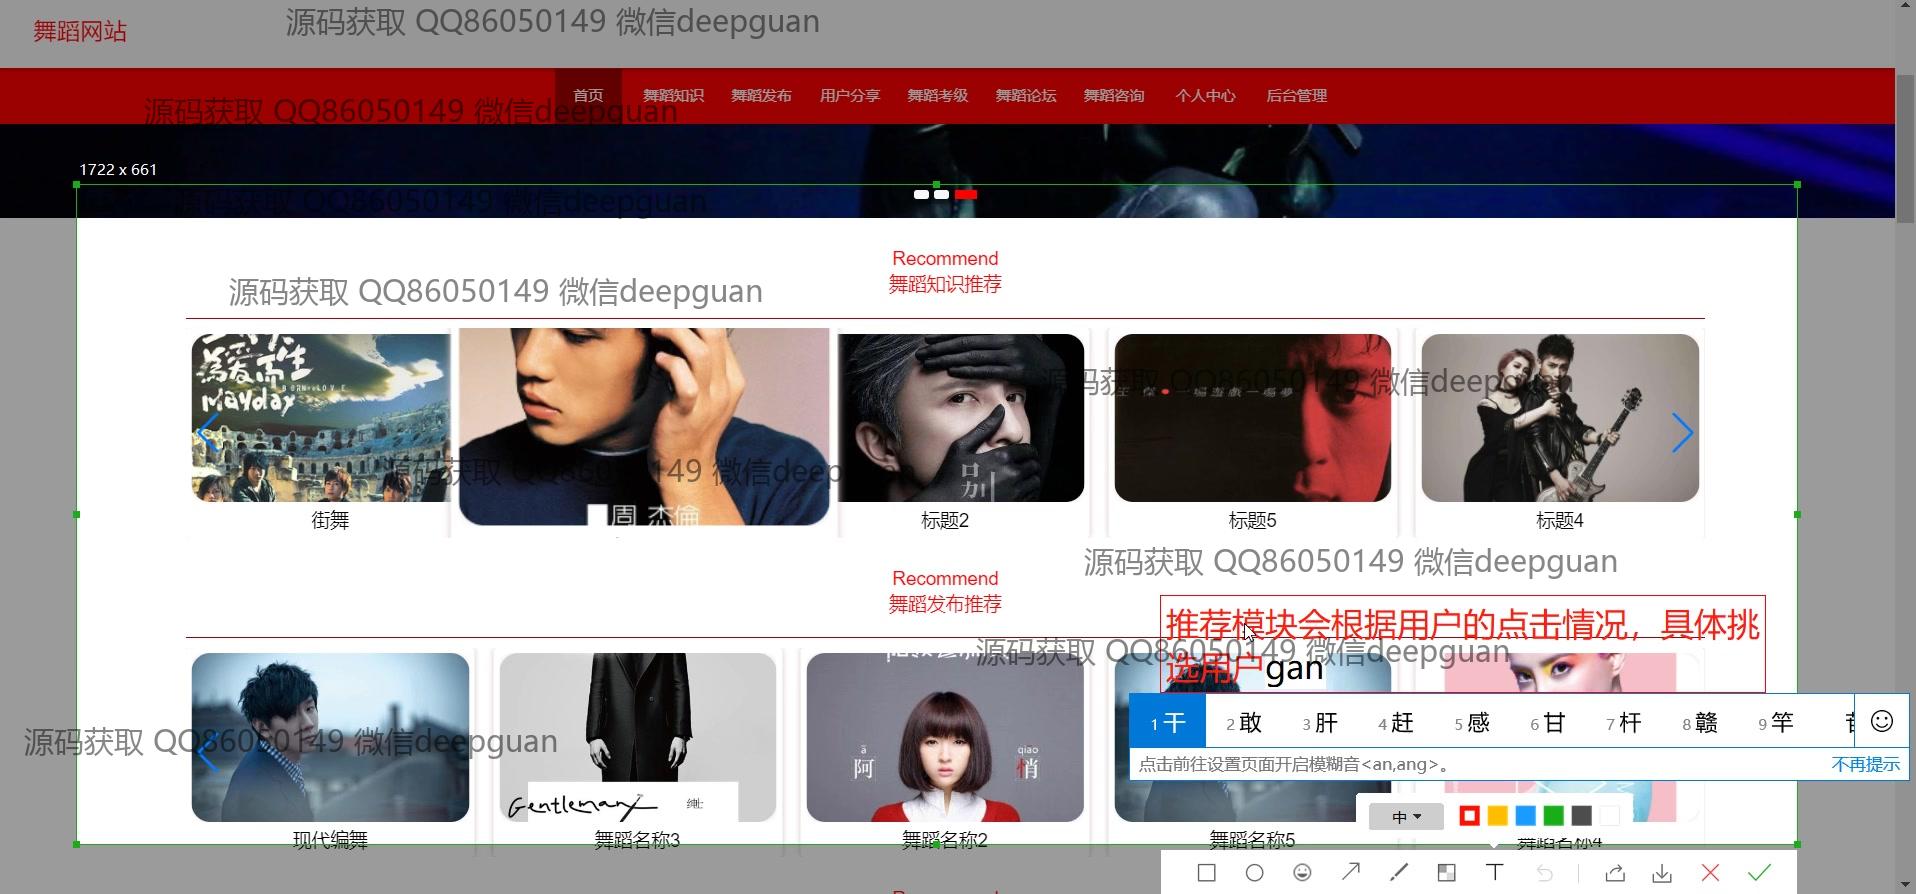 源码获取 QQ86050149 微信deepguan
舞蹈网站
首页 舞蹈知识 舞蹈发布 用户分享 舞蹈考级 舞蹈论坛 舞蹈咨询 个人中心 后台管理
源码获取 QQ86050149 微信deepguan
1722 x 661
源码获取 QQ86050149 微信deepguan
Recommend
舞蹈知识推荐
源码获取 QQ86050149 微信deepguan
為愛而生
BORN LOVE
mayday
源码获取 QQ86050149 微信deepguan
源码获取 QQ86050149 微信deepguan
别
周杰倫
街舞 标题2 标题5 标题4
源码获取 QQ86050149 微信deepguan
Recommend
舞蹈发布推荐
推荐模块会根据用户的点击情况，具体挑
选用户gan
源码获取 QQ86050149 微信deepguan
1 干 2 敢 3 肝 4 赶 5 感 6 甘 7 杆 8 赣 9 竿
点击前往设置页面开启模糊音<an,ang>。 不再提示
源码获取 QQ86050149 微信deepguan
ā qiǎo
阿 悄
Gentleman
中
现代编舞 舞蹈名称3 舞蹈名称2 舞蹈名称5 舞蹈名称4
T